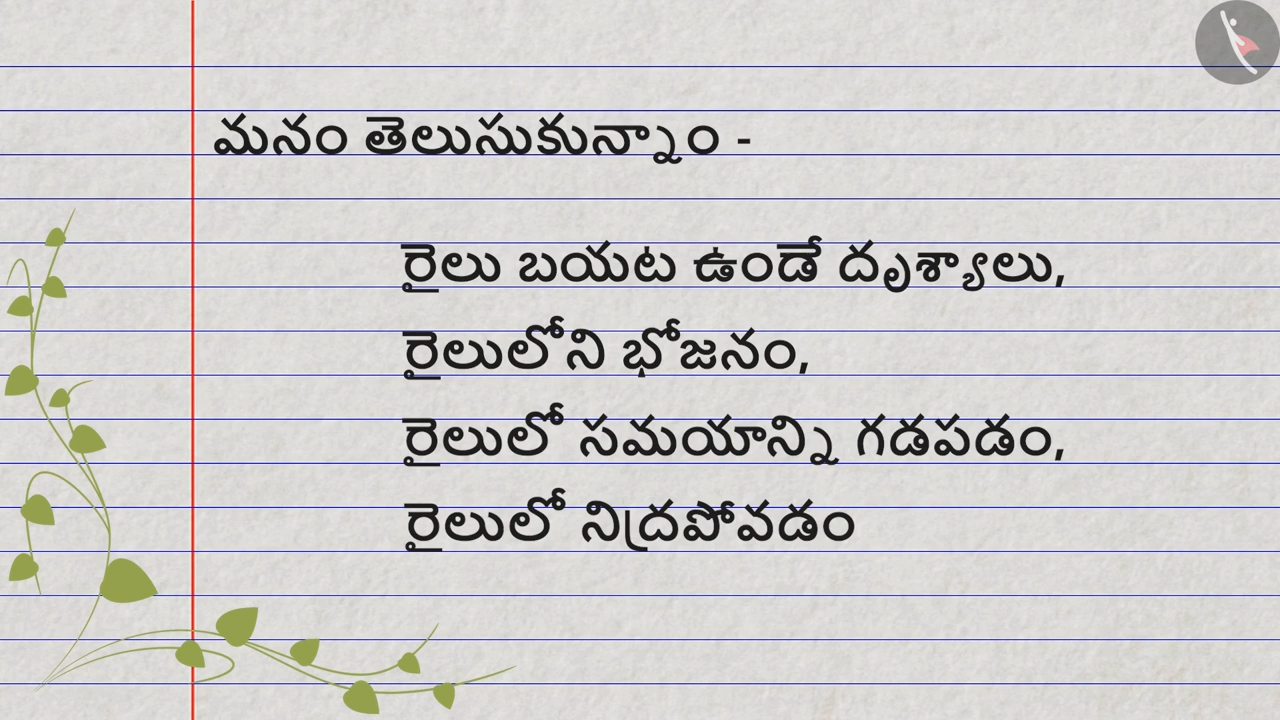 మనం తెలుసుకున్నాం -
రైలు బయట ఉండే దృశ్యాలు,
రైలులోని భోజనం,
రైలులో సమయాన్ని గడపడం,
రైలులో నిద్రపోవడం